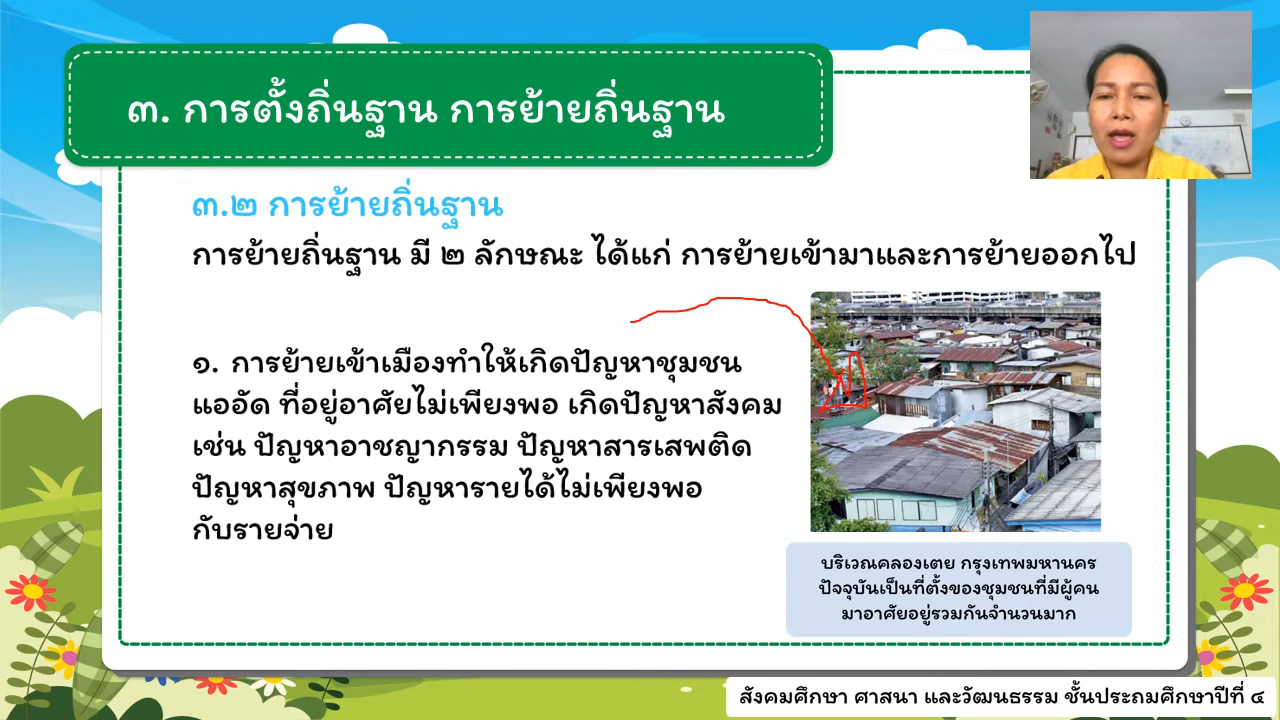 ๓. การตั้งถิ่นฐาน การย้ายถิ่นฐาน
๓.๒ การย้ายถิ่นฐาน
การย้ายถิ่นฐาน มี ๒ ลักษณะ ได้แก่ การย้ายเข้ามาและการย้ายออกไป
๑. การย้ายเข้าเมืองทำให้เกิดปัญหาชุมชน
แออัด ที่อยู่อาศัยไม่เพียงพอ เกิดปัญหาสังคม
เช่น ปัญหาอาชญากรรม ปัญหาสารเสพติด
ปัญหาสุขภาพ ปัญหารายได้ไม่เพียงพอ
กับรายจ่าย
บริเวณคลองเตย กรุงเทพมหานคร
ปัจจุบันเป็นที่ตั้งของชุมชนที่มีผู้คน
มาอาศัยอยู่รวมกันจำนวนมาก
สังคมศึกษา ศาสนา และวัฒนธรรม ชั้นประถมศึกษาปีที่ ๔